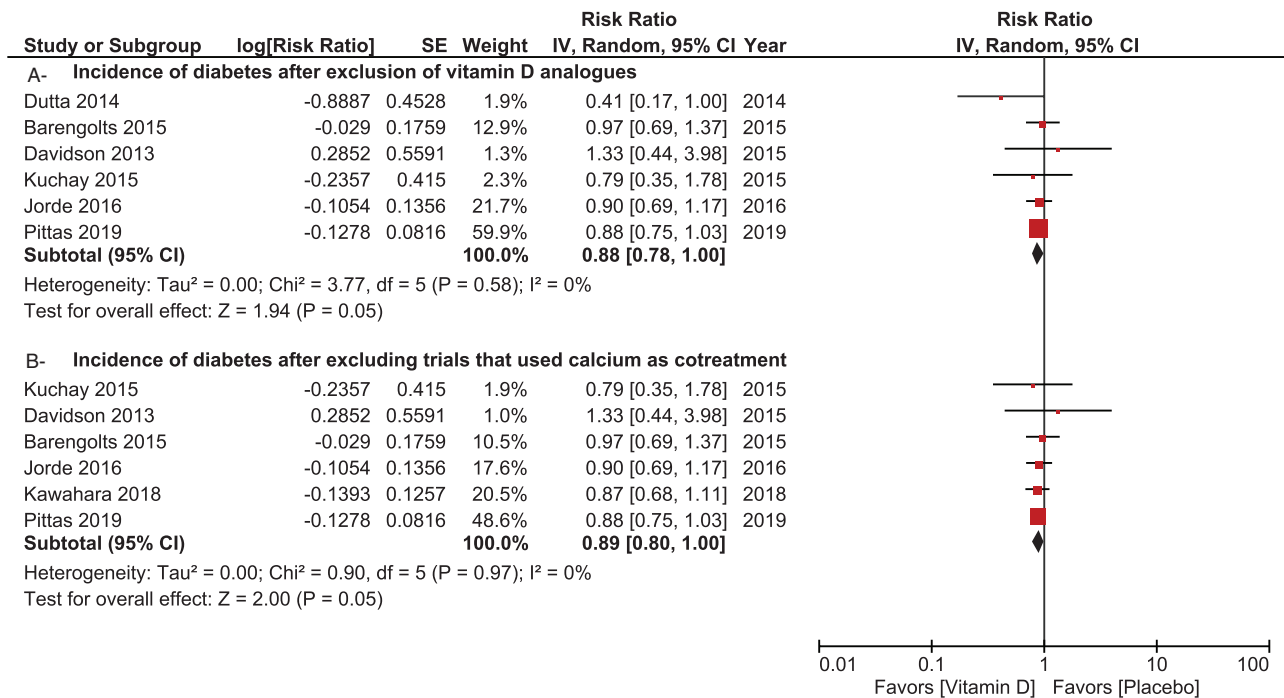 Risk Ratio Risk Ratio
Study or Subgroup log[Risk Ratio] SE Weight IV, Random, 95% CI Year IV, Random, 95% CI
A- Incidence of diabetes after exclusion of vitamin D analogues
Dutta 2014 -0.8887 0.4528 1.9% 0.41 [0.17, 1.00] 2014
Barengolts 2015 -0.029 0.1759 12.9% 0.97 [0.69, 1.37] 2015
Davidson 2013 0.2852 0.5591 1.3% 1.33 [0.44, 3.98] 2015
Kuchay 2015 -0.2357 0.415 2.3% 0.79 [0.35, 1.78] 2015
Jorde 2016 -0.1054 0.1356 21.7% 0.90 [0.69, 1.17] 2016
Pittas 2019 -0.1278 0.0816 59.9% 0.88 [0.75, 1.03] 2019
Subtotal (95% CI) 100.0% 0.88 [0.78, 1.00]
Heterogeneity: Tau² = 0.00; Chi² = 3.77, df = 5 (P = 0.58); I² = 0%
Test for overall effect: Z = 1.94 (P = 0.05)
B- Incidence of diabetes after excluding trials that used calcium as cotreatment
Kuchay 2015 -0.2357 0.415 1.9% 0.79 [0.35, 1.78] 2015
Davidson 2013 0.2852 0.5591 1.0% 1.33 [0.44, 3.98] 2015
Barengolts 2015 -0.029 0.1759 10.5% 0.97 [0.69, 1.37] 2015
Jorde 2016 -0.1054 0.1356 17.6% 0.90 [0.69, 1.17] 2016
Kawahara 2018 -0.1393 0.1257 20.5% 0.87 [0.68, 1.11] 2018
Pittas 2019 -0.1278 0.0816 48.6% 0.88 [0.75, 1.03] 2019
Subtotal (95% CI) 100.0% 0.89 [0.80, 1.00]
Heterogeneity: Tau² = 0.00; Chi² = 0.90, df = 5 (P = 0.97); I² = 0%
Test for overall effect: Z = 2.00 (P = 0.05)
0.01 0.1 1 10 100
Favors [Vitamin D] Favors [Placebo]